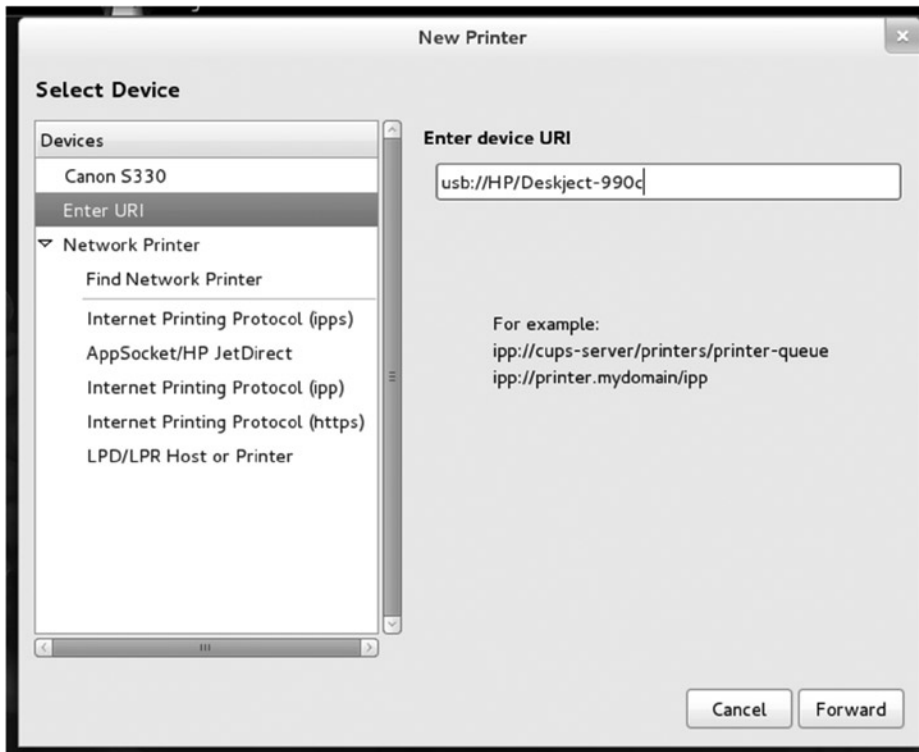 New Printer
Select Device
Devices
Canon S330
Enter URI
Network Printer
Find Network Printer
Internet Printing Protocol (ipps)
AppSocket/HP JetDirect
Internet Printing Protocol (ipp)
Internet Printing Protocol (https)
LPD/LPR Host or Printer
Enter device URI
usb://HP/Deskject-990c
For example:
ipp://cups-server/printers/printer-queue
ipp://printer.mydomain/ipp
Cancel
Forward